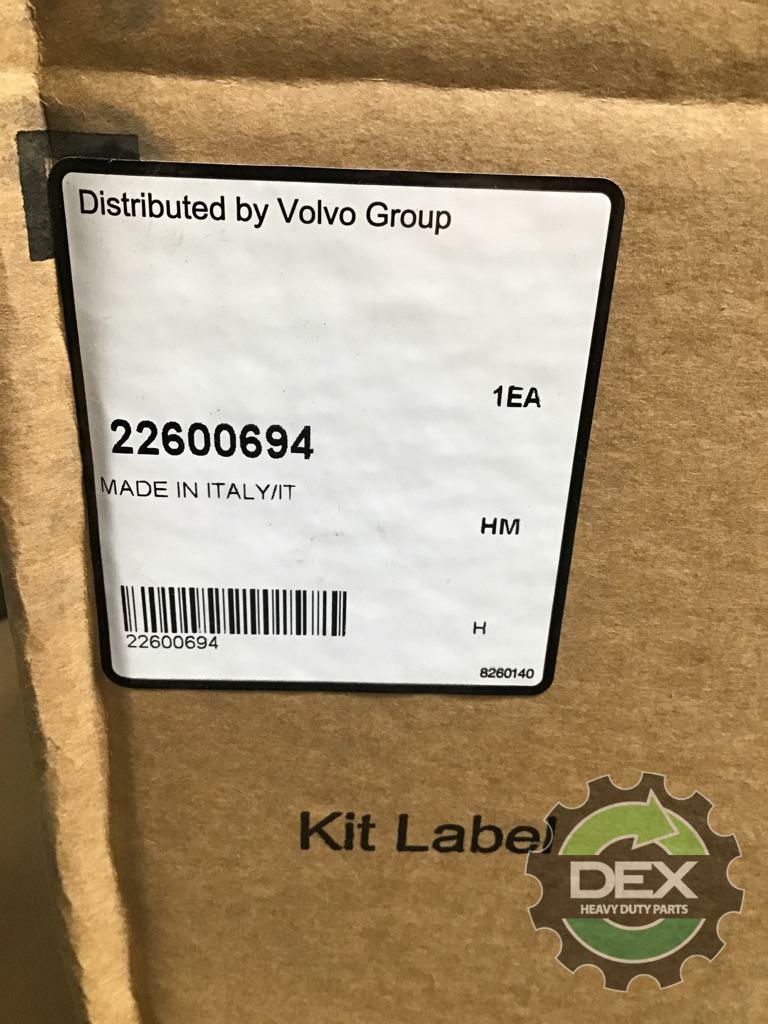 Distributed by Volvo Group
1EA
22600694
MADE IN ITALY/IT
HM
22600694
H
8260140
Kit Label
DEX
HEAVY DUTY PARTS